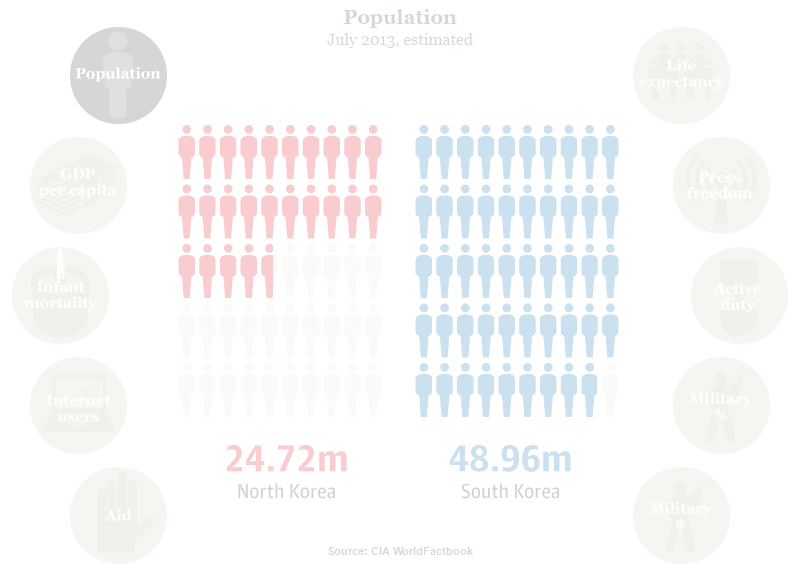 Population
July 2013, estimated
Population
GDP
per capita
Infant
mortality
Internet
users
Aid
Life
expectancy
Press
freedom
Active
duty
Military
%
Military
$
24.72m
North Korea
48.96m
South Korea
Source: CIA WorldFactbook